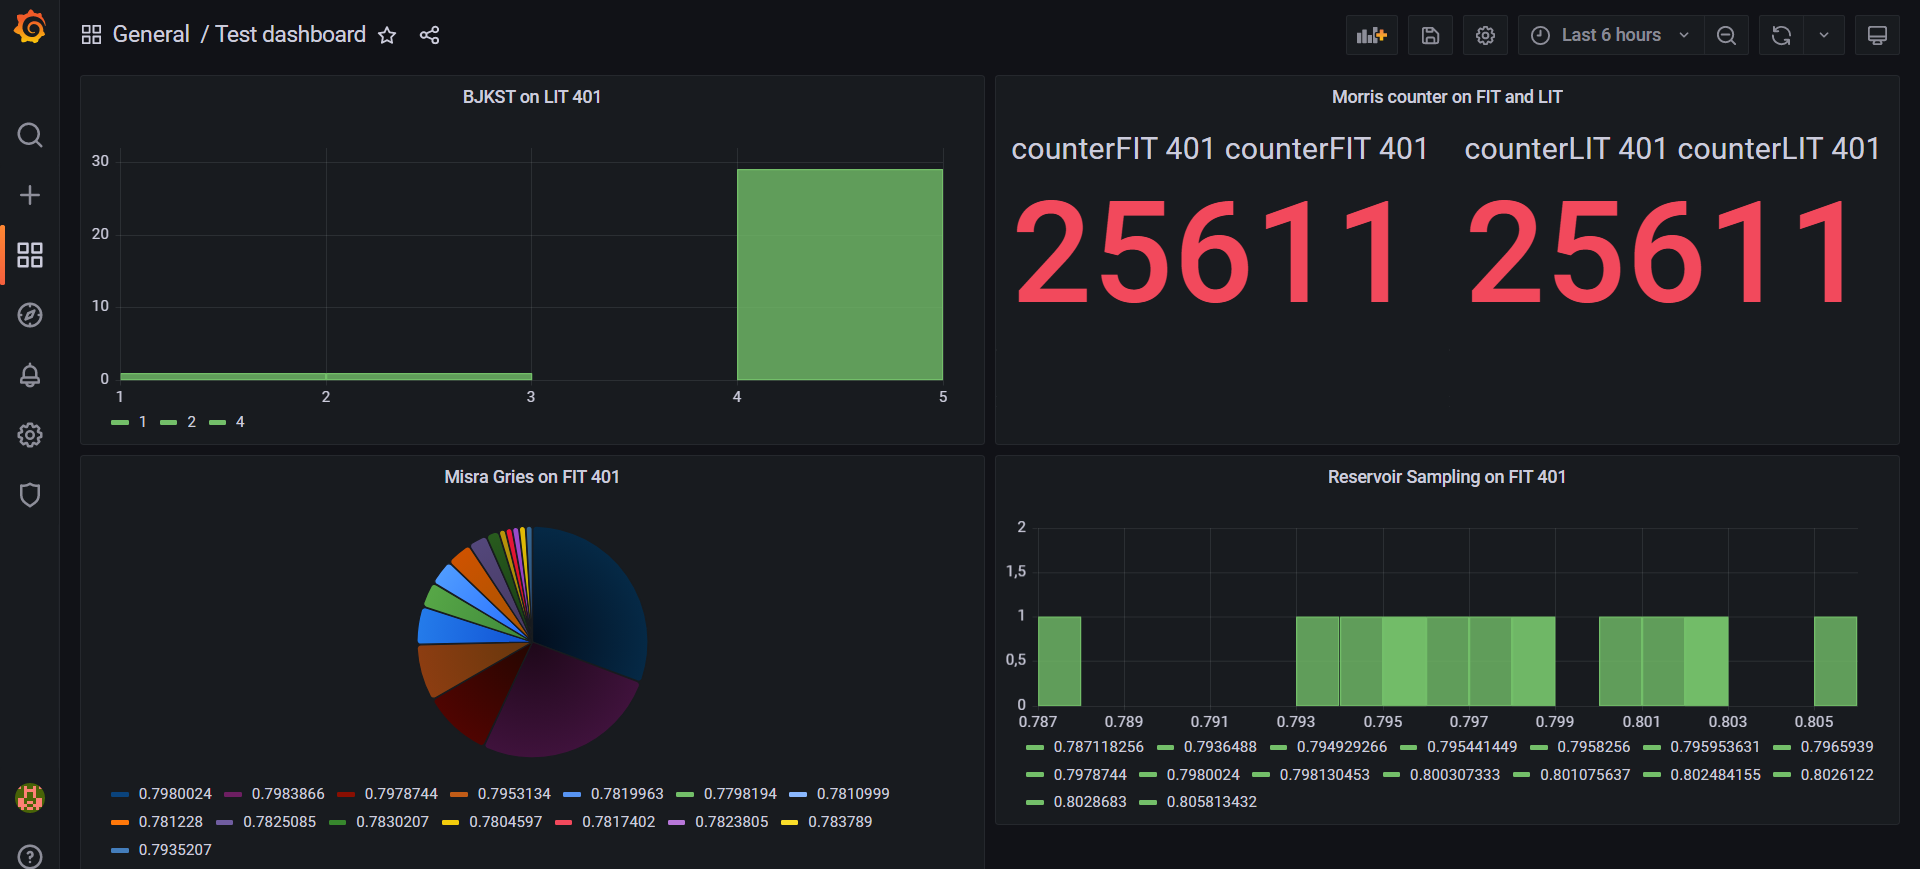 General / Test dashboard
Last 6 hours
BJKST on LIT 401
30
20
10
0
1 2 3 4 5
1 2 4
Morris counter on FIT and LIT
counterFIT 401 counterFIT 401 counterLIT 401 counterLIT 401
25611 25611
Misra Gries on FIT 401
0.7980024 0.7983866 0.7978744 0.7953134 0.7819963 0.7798194 0.7810999
0.781228 0.7825085 0.7830207 0.7804597 0.7817402 0.7823805 0.783789
0.7935207
Reservoir Sampling on FIT 401
2
1,5
1
0,5
0
0.787 0.789 0.791 0.793 0.795 0.797 0.799 0.801 0.803 0.805
0.787118256 0.7936488 0.794929266 0.795441449 0.7958256 0.795953631 0.7965939
0.7978744 0.7980024 0.798130453 0.800307333 0.801075637 0.802484155 0.8026122
0.8028683 0.805813432